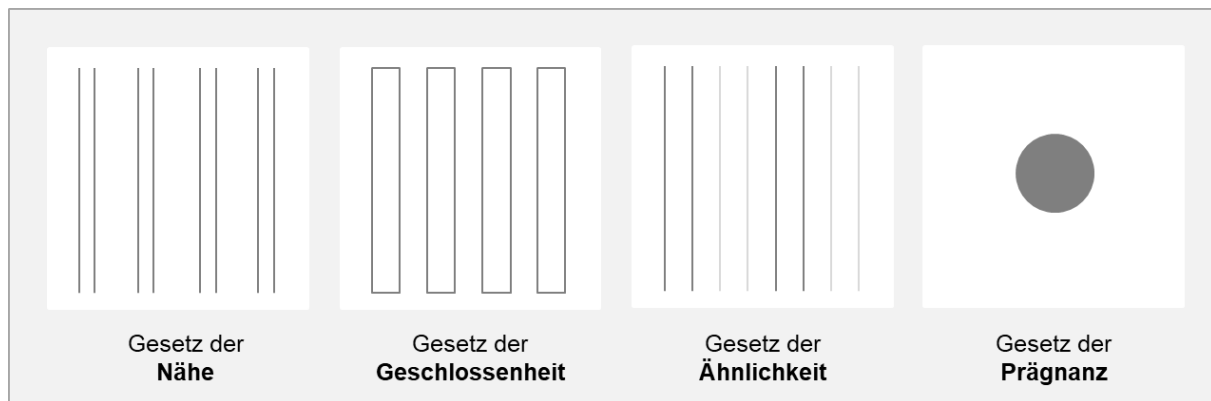 Gesetz der
Nähe
Gesetz der
Geschlossenheit
Gesetz der
Ähnlichkeit
Gesetz der
Prägnanz